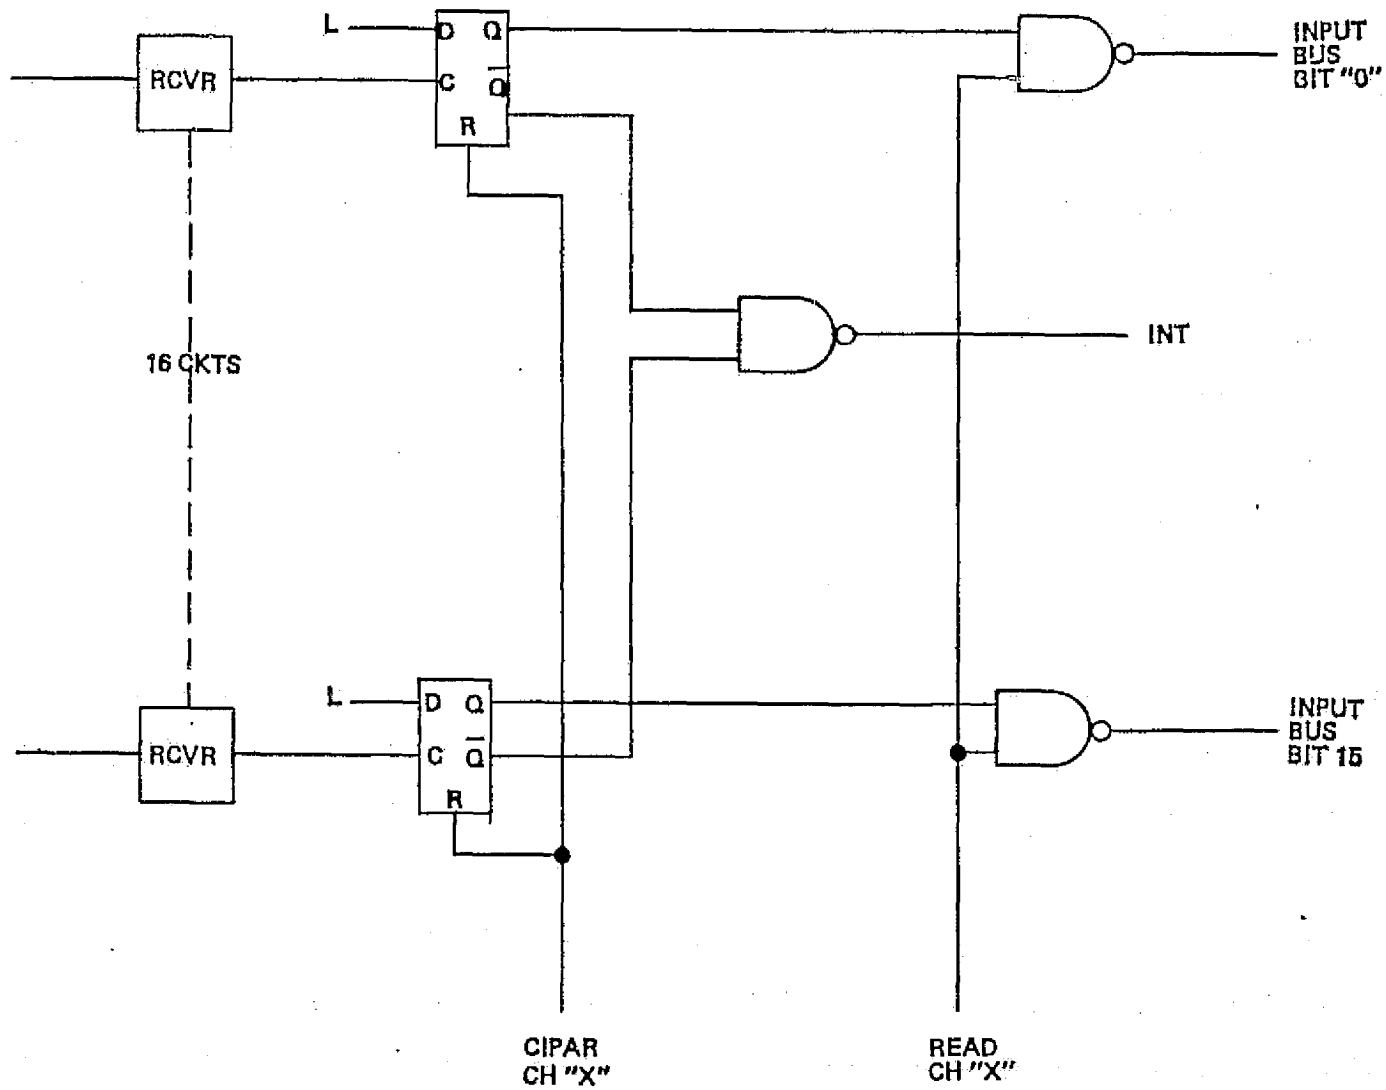 L
D Q
RCVR
C Q
R
INPUT
BUS
BIT "0"
INT
16 CKTS
L
D Q
RCVR
C Q
R
INPUT
BUS
BIT 15
CIPAR
CH "X"
READ
CH "X"